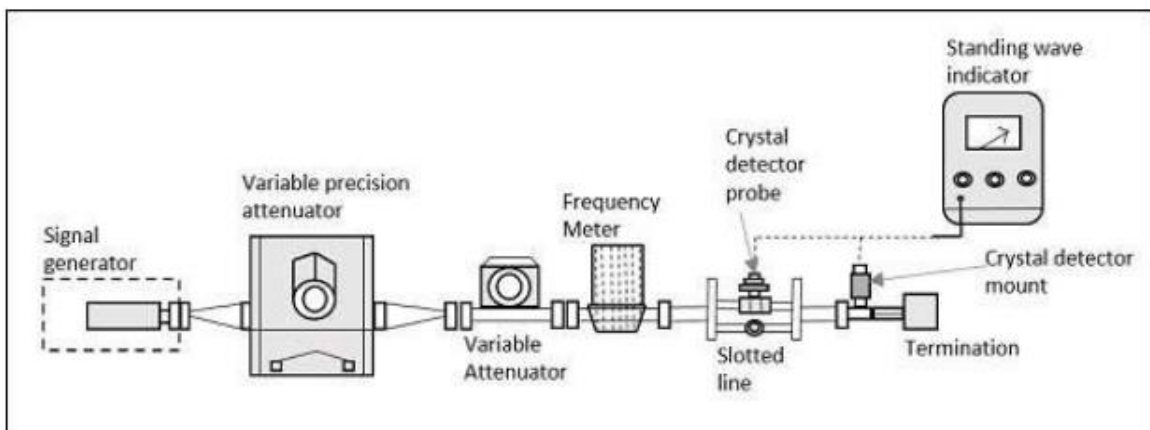 Standing wave
indicator
Crystal
detector
probe
Variable precision
attenuator
Frequency
Meter
Signal
generator
Crystal detector
mount
Variable
Attenuator
Slotted
line
Termination